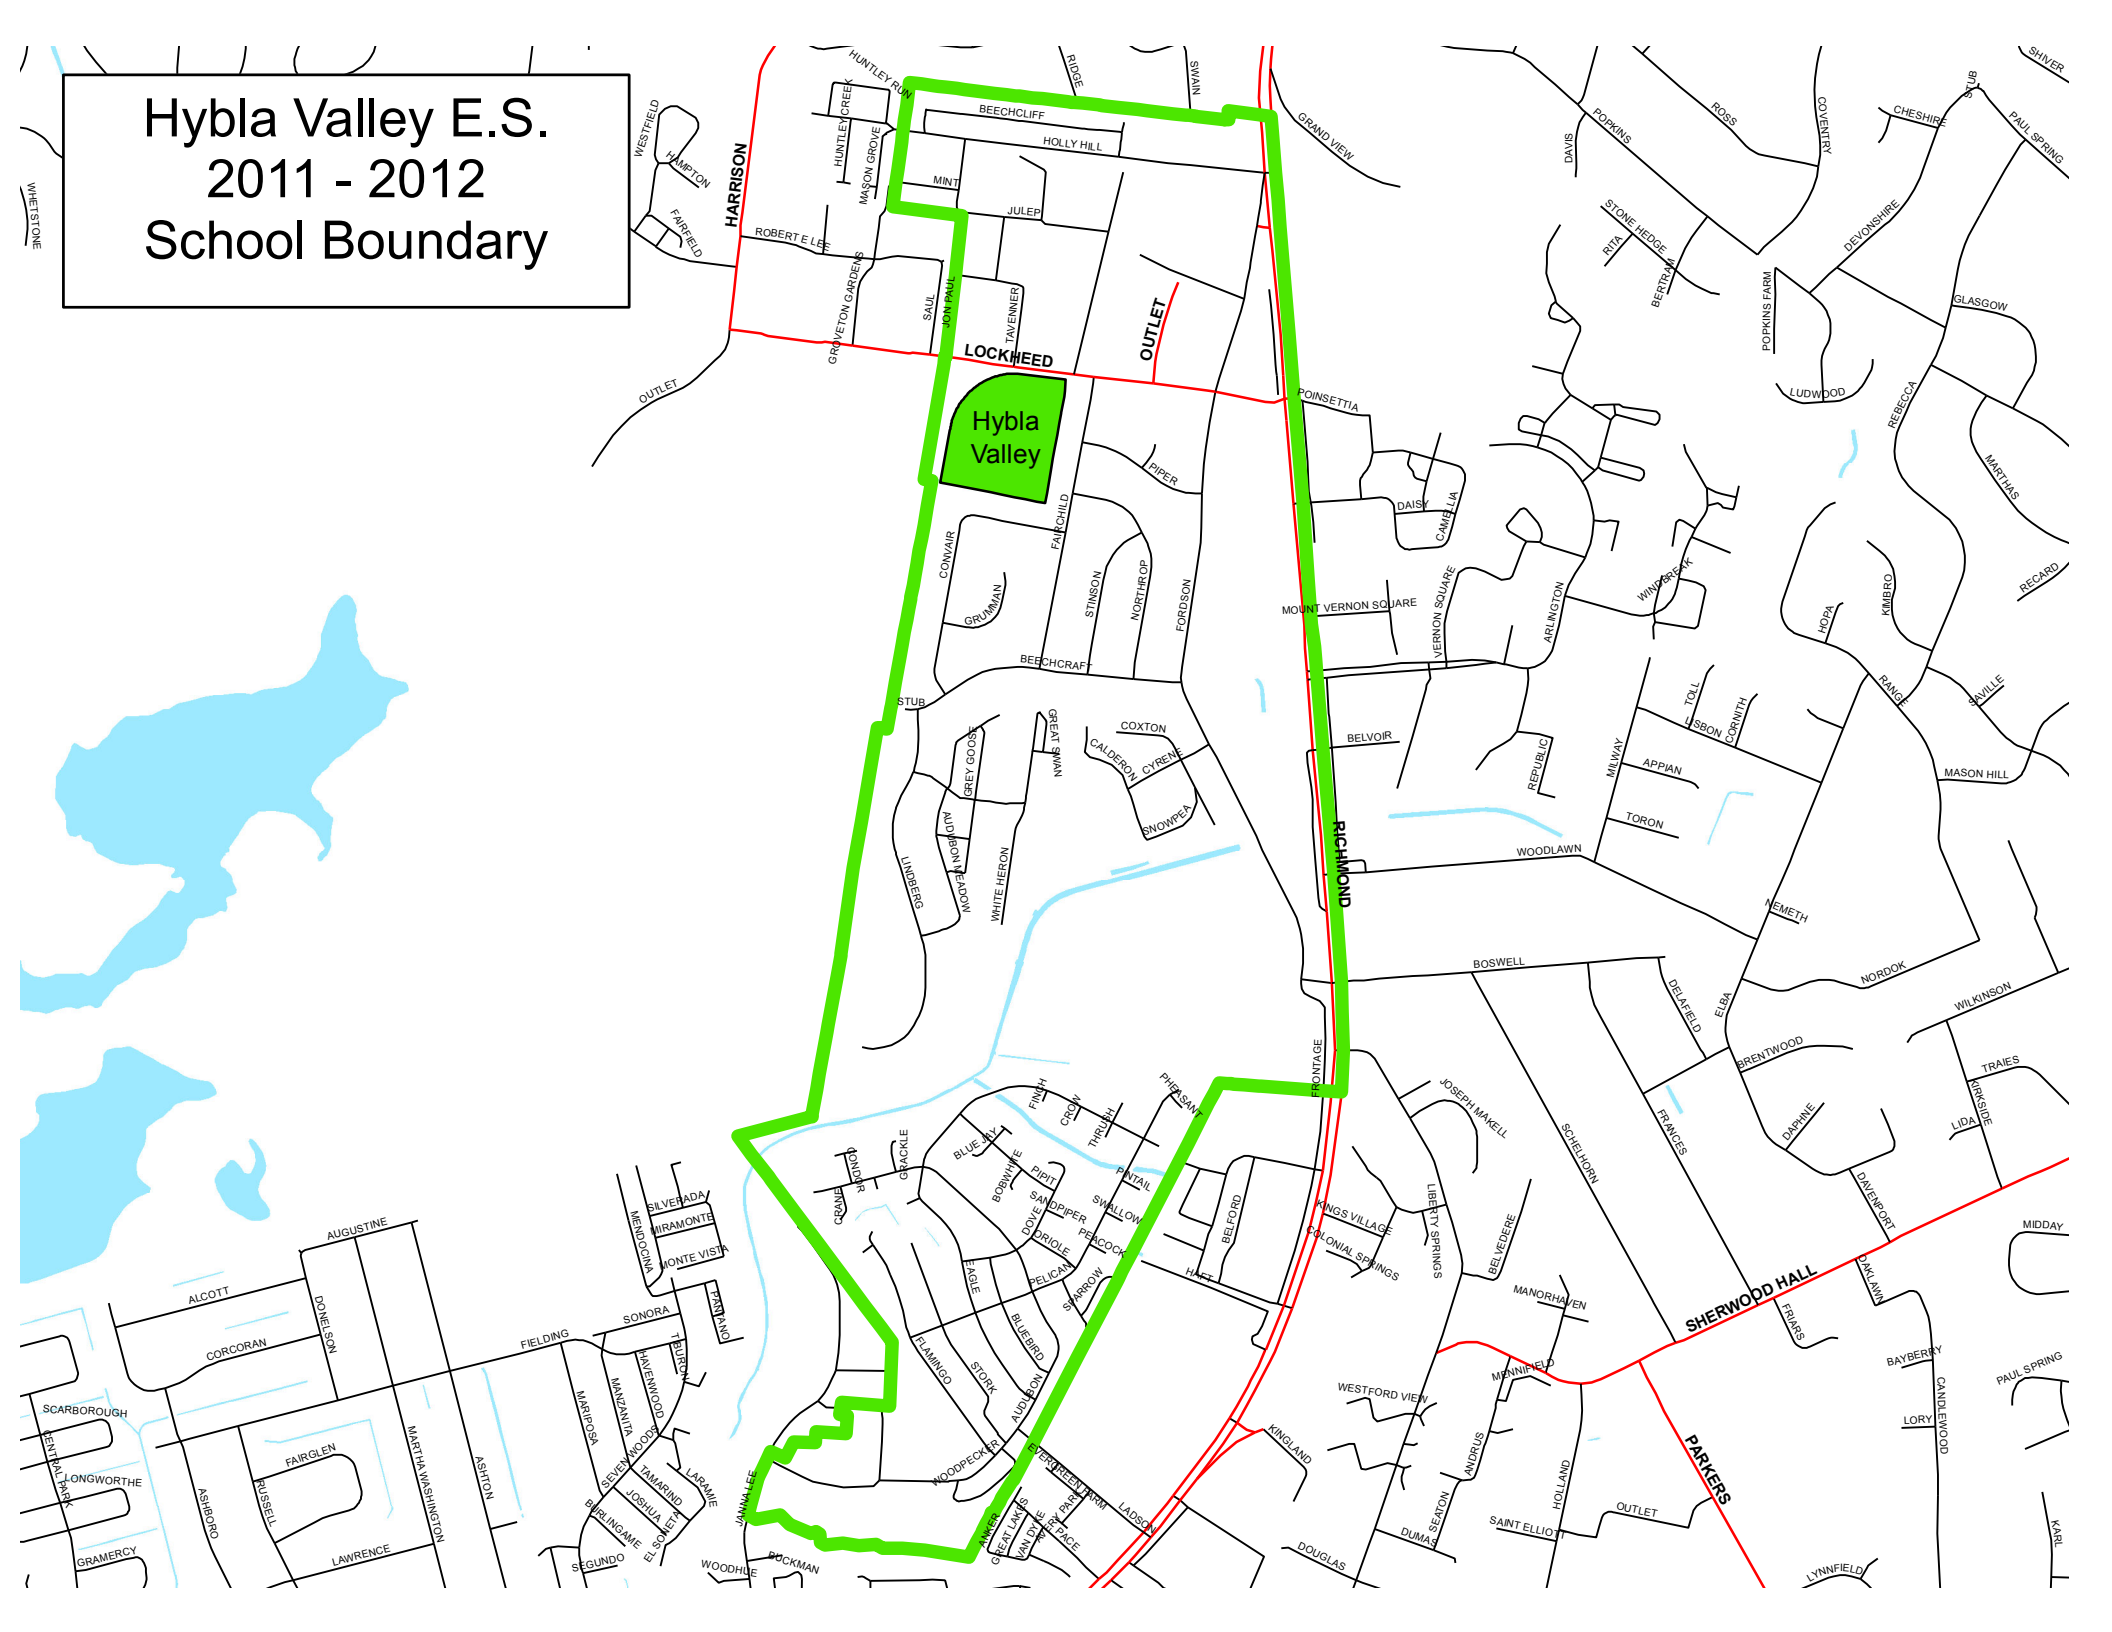 Hybla Valley E.S.
2011 - 2012
School Boundary
HUNTLEY RUN
RIDGE
SWAIN
SHIVER
STUB
WESTFIELD
HAMPTON
FAIRFIELD
HARRISON
HUNTLEY CREEK
MASON GROVE
BEECHCLIFF
HOLLY HILL
GRAND VIEW
DAVIS
POPKINS
ROSS
COVENTRY
CHESHIRE
PAUL SPRING
WHETSTONE
MINT
JULEP
ROBERT E LEE
GROVETON GARDENS
SAUL
JON PAUL
TAVENNER
OUTLET
STONE HEDGE
RITA
BERTRAM
DEVONSHIRE
POPKINS FARM
GLASGOW
LOCKHEED
OUTLET
POINSETTIA
LUDWOOD
REBECCA
Hybla
Valley
PIPER
DAISY
CAMELLIA
MARTHAS
FAIRCHILD
CONVAIR
GRUMMAN
STINSON
NORTHROP
FORDSON
MOUNT VERNON SQUARE
VERNON SQUARE
ARLINGTON
WINDBREAK
HOPA
KIMBRO
RECARD
BEECHCRAFT
STUB
GREY GOOSE
GREAT SWAN
COXTON
CALDERON
CYRENE
SNOWPEA
BELVOIR
REPUBLIC
MILWAY
TOLL
LISBON
CORNITH
APPIAN
TORON
RANGE
SAVILLE
MASON HILL
LINDBERG
AUDUBON MEADOW
WHITE HERON
RICHMOND
WOODLAWN
NEMETH
BOSWELL
DELAFIELD
ELBA
NORDOK
WILKINSON
FRONTAGE
BRENTWOOD
TRAIES
KIRKSIDE
LIDA
DAPHNE
FRANCES
SCHELHORN
JOSEPH MAKELL
FINCH
CROW
THRUSH
PHEASANT
BLUE JAY
BOBWHITE
PIPIT
SANDPIPER
DOVE
ORIOLE
PINTAIL
SWALLOW
PEACOCK
PELICAN
SPARROW
CONDOR
GRACKLE
CRANE
EAGLE
BLUEBIRD
FLAMINGO
STORK
AUDUBON
WOODPECKER
BELFORD
HAFT
KINGS VILLAGE
COLONIAL SPRINGS
LIBERTY SPRINGS
BELVEDERE
MANORHAVEN
SHERWOOD HALL
DAVENPORT
OAKLAWN
FRIARS
MIDDAY
BAYBERRY
CANDLEWOOD
PAUL SPRING
LORY
KARL
LYNNFIELD
PARKERS
OUTLET
HOLLAND
SAINT ELLIOTT
MENNIFIELD
WESTFORD VIEW
ANDRUS
SEATON
DUMAS
DOUGLAS
KINGLAND
EVERGREEN FARM
LADSON
AVERY PARK
PACE
VAN DYKE
GREAT LAKES
ANKER
JANNA LEE
BUCKMAN
WOODHUE
SILVERADA
MIRAMONTE
MENDOCINA
MONTE VISTA
PANTANO
SONORA
TIBURON
FIELDING
HAVENWOOD
MANZANITA
MARIPOSA
SEVEN WOODS
LARAMIE
TAMARIND
JOSHUA
BURLINGAME
EL SONETA
SEGUNDO
AUGUSTINE
ALCOTT
DONELSON
CORCORAN
SCARBOROUGH
CENTRAL PARK
LONGWORTHE
FAIRGLEN
RUSSELL
ASHBORO
MARTHA WASHINGTON
ASHTON
LAWRENCE
GRAMERCY